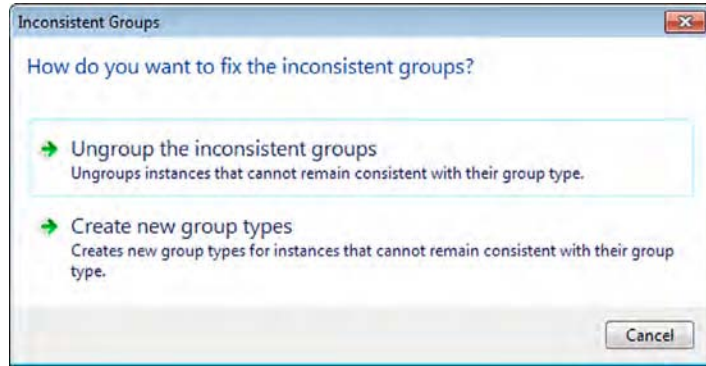 Inconsistent Groups
How do you want to fix the inconsistent groups?
Ungroup the inconsistent groups
Ungroups instances that cannot remain consistent with their group type.
Create new group types
Creates new group types for instances that cannot remain consistent with their group
type.
Cancel